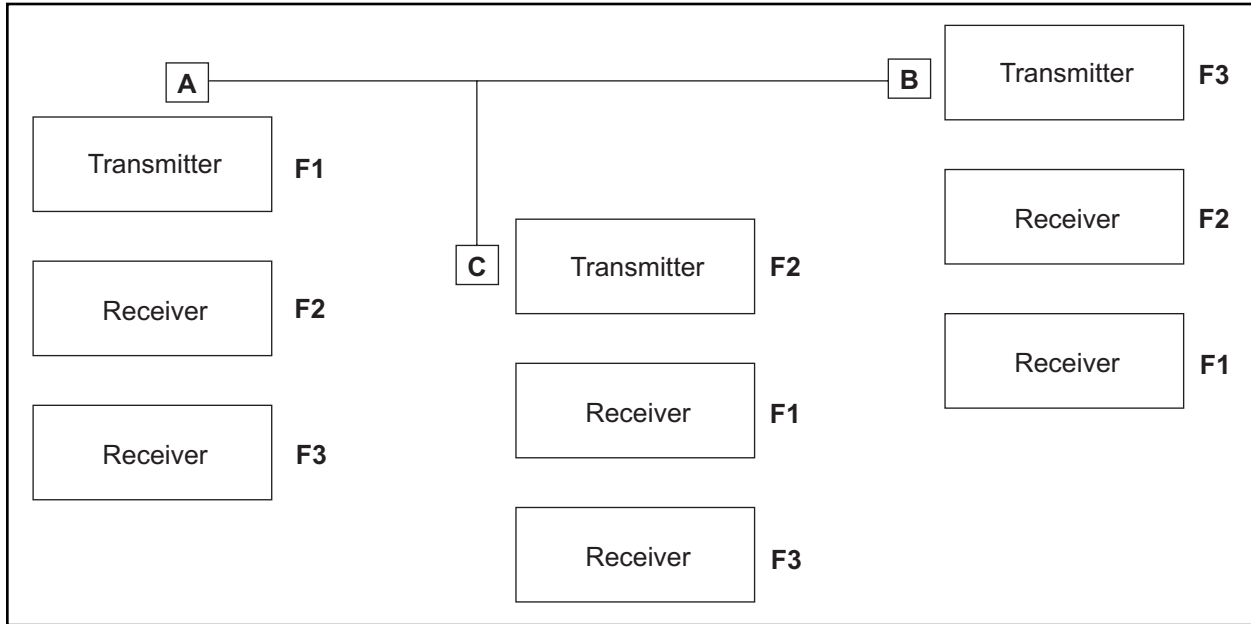 A
Transmitter F1
Receiver F2
Receiver F3
B
Transmitter F3
Receiver F2
Receiver F1
C
Transmitter F2
Receiver F1
Receiver F3